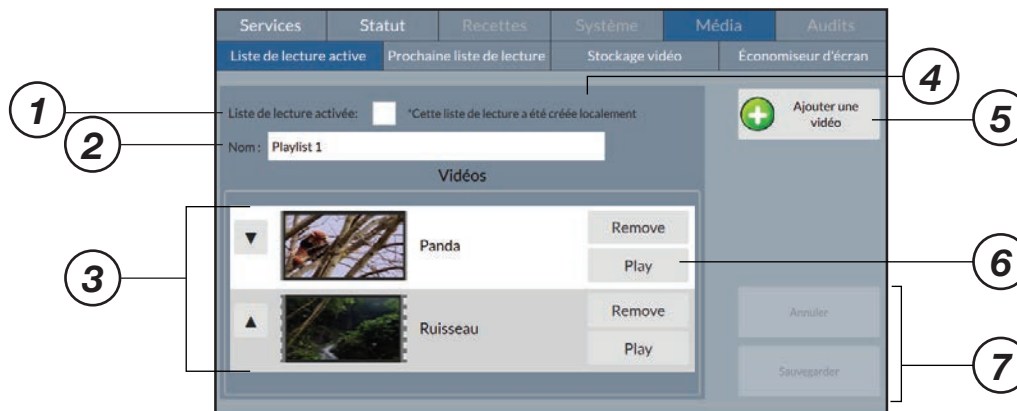 Services Statut Recettes Système Média Audits
Liste de lecture active Prochaine liste de lecture Stockage vidéo Économiseur d'écran
4
1 Liste de lecture activée: *Cette liste de lecture a été créée localement
Ajouter une
vidéo
5
2 Nom: Playlist 1
Vidéos
3
▼ Panda Remove
Play
6
▲ Ruisseau Remove
Play
Annuler
Sauvegarder
7